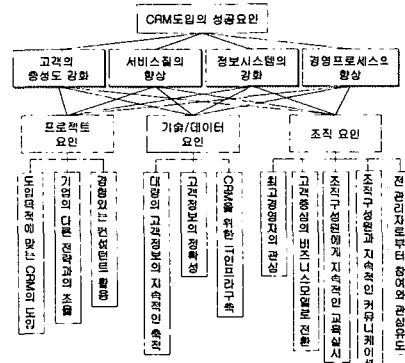 CRM도입의 성공요인
고객의
충성도 강화
서비스질의
향상
정보시스템의
강화
경영프로세스의
향상
프로젝트
요인
기술/데이터
요인
조직 요인
도입목적에 맞는 CRM의 도입
기업의 다른 전략과의 조율
경험있는 컨설턴트 활용
대량의 고객정보의 지속적인 축적
고객정보의 정확성
CRM을 위한 IT인프라구축
최고경영자의 관심
고객중심의 비즈니스모델로 전환
조직구성원에게 지속적인 교육실시
조직구성원과 지속적인 커뮤니케이션
전 관리자로부터 참여와 관심유도